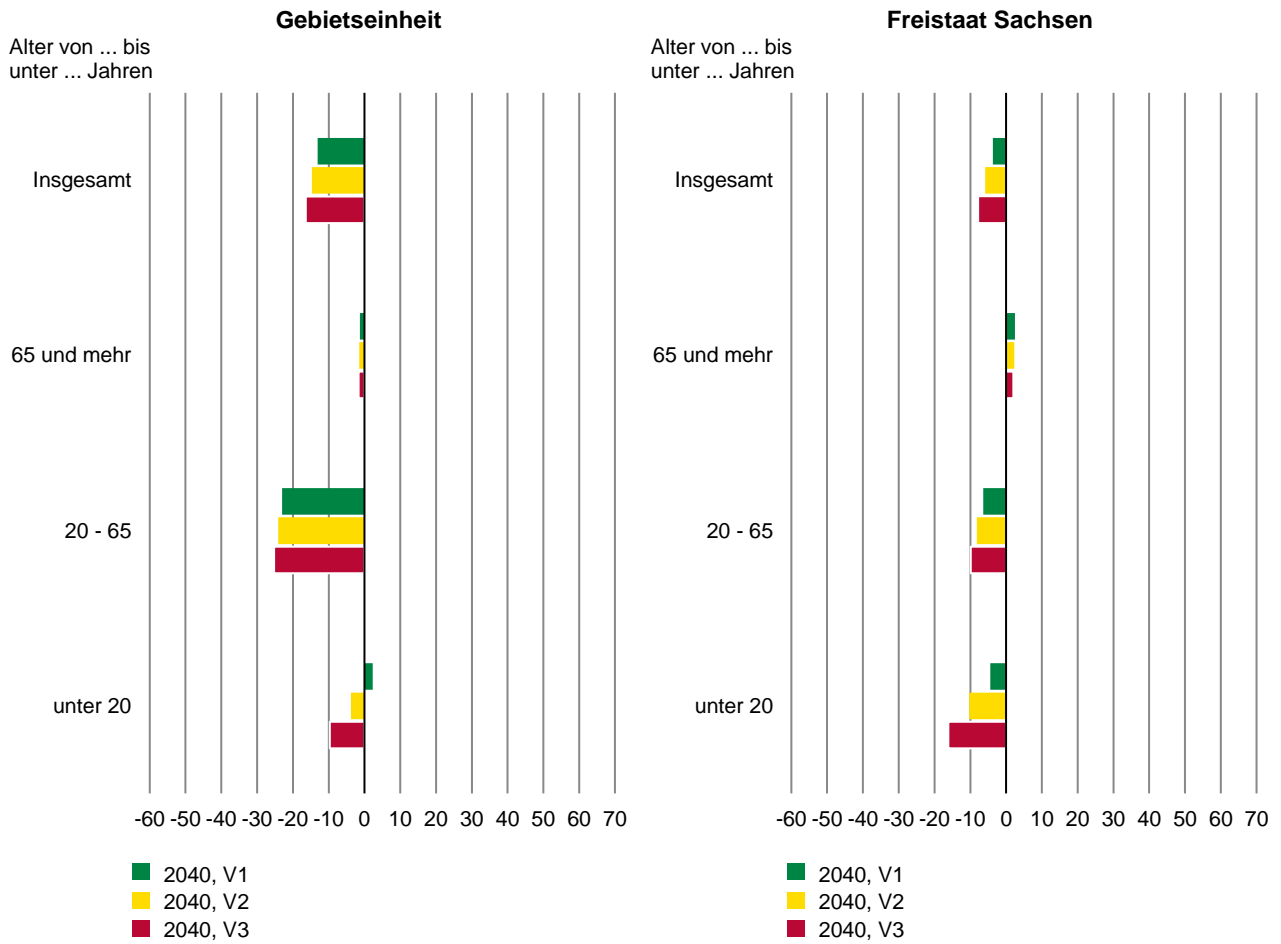 Gebietseinheit
Alter von ... bis
unter ... Jahren
Insgesamt
65 und mehr
20 - 65
unter 20
-60 -50 -40 -30 -20 -10 0 10 20 30 40 50 60 70
2040, V1
2040, V2
2040, V3
Freistaat Sachsen
Alter von ... bis
unter ... Jahren
Insgesamt
65 und mehr
20 - 65
unter 20
-60 -50 -40 -30 -20 -10 0 10 20 30 40 50 60 70
2040, V1
2040, V2
2040, V3